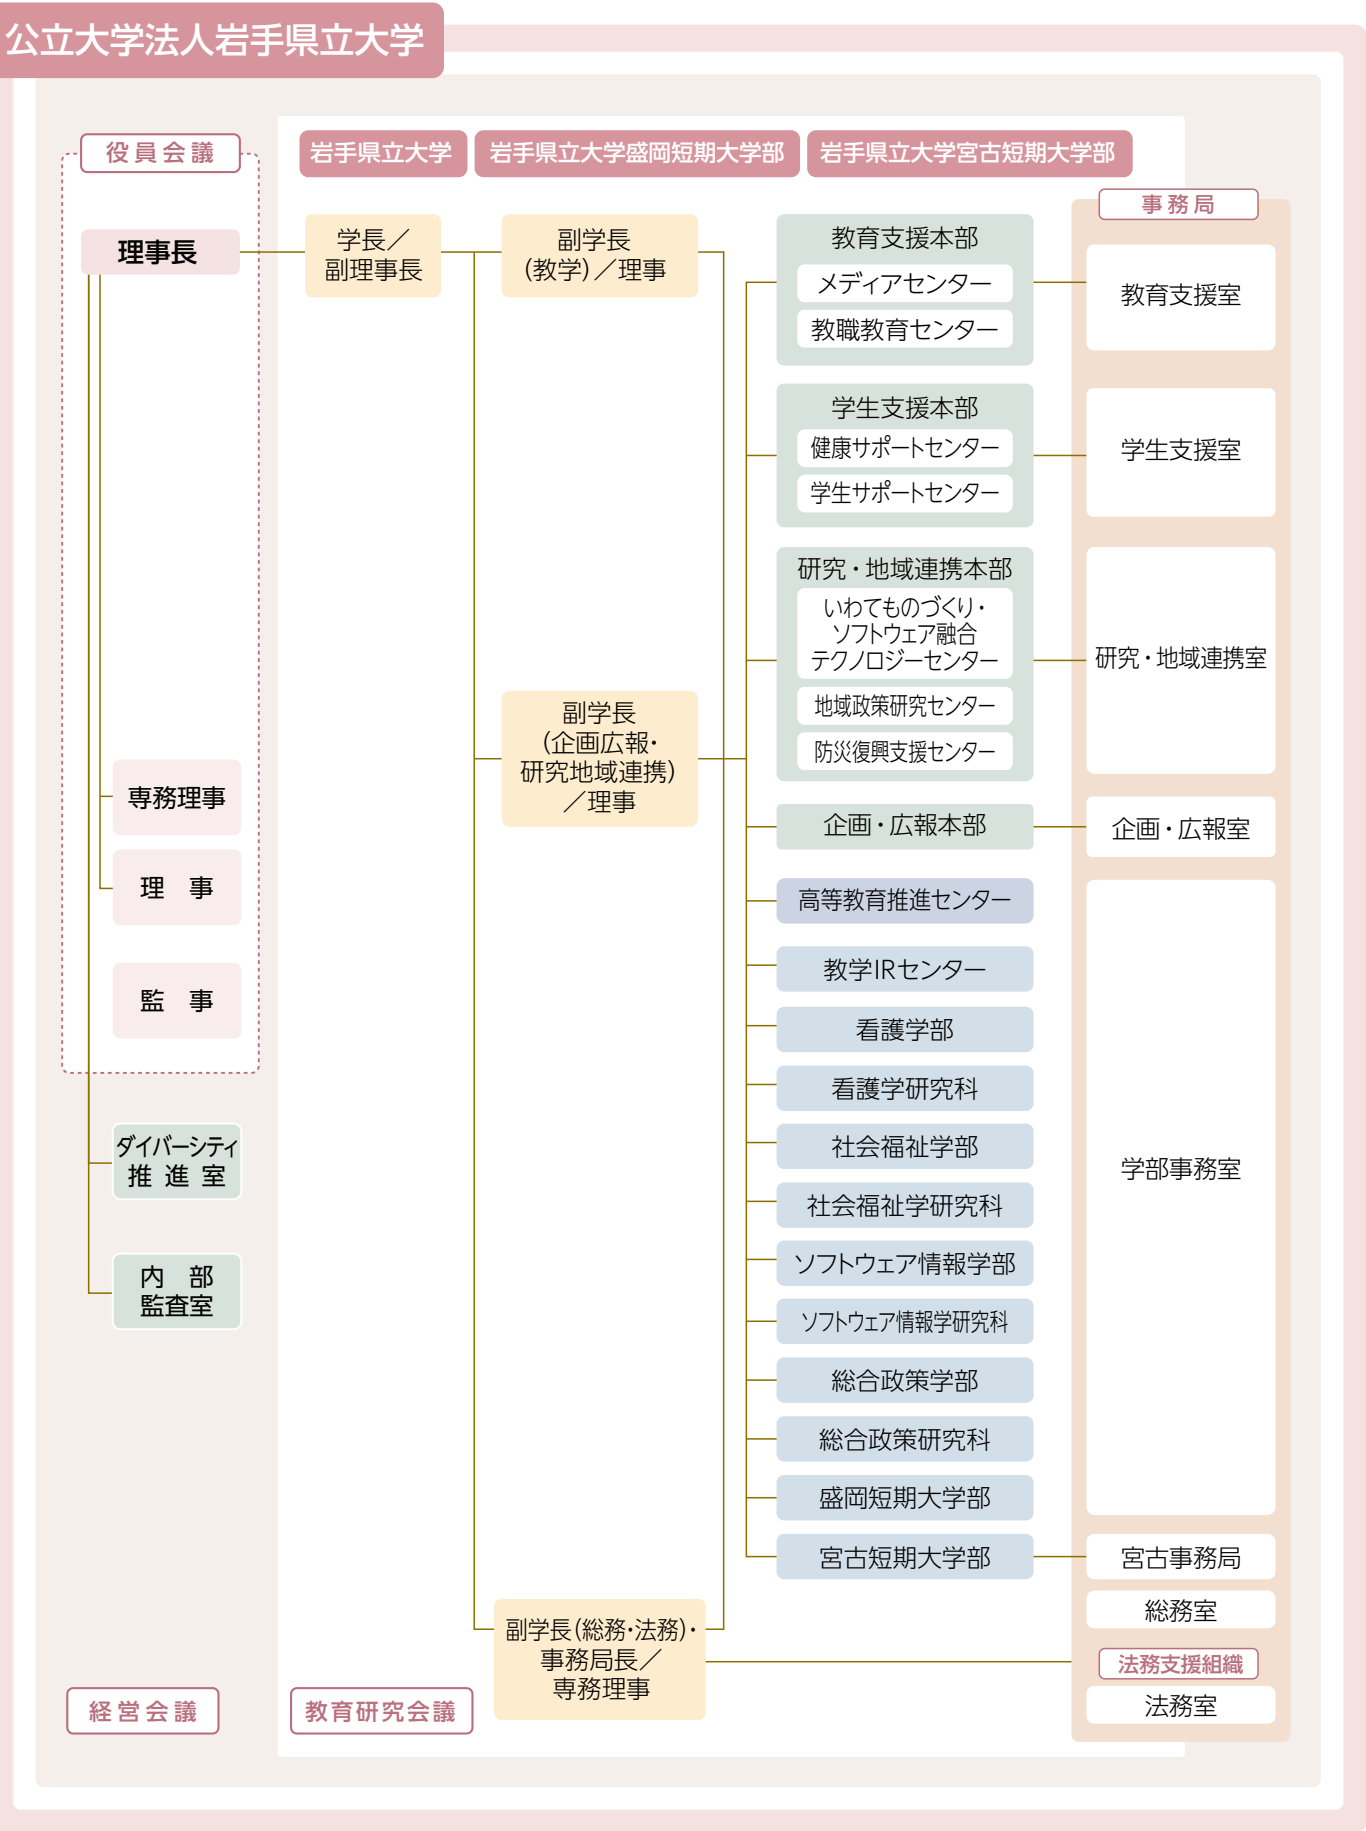 公立大学法人岩手県立大学
役員会議
理事長
専務理事
理　事
監　事
ダイバーシティ
推 進 室
内　部
監査室
経営会議
岩手県立大学
岩手県立大学盛岡短期大学部
岩手県立大学宮古短期大学部
学長／
副理事長
副学長
(教学)／理事
副学長
(企画広報・
研究地域連携)
／理事
副学長(総務・法務)・
事務局長／
専務理事
教育研究会議
教育支援本部
メディアセンター
教職教育センター
学生支援本部
健康サポートセンター
学生サポートセンター
研究・地域連携本部
いわてものづくり・
ソフトウェア融合
テクノロジーセンター
地域政策研究センター
防災復興支援センター
企画・広報本部
高等教育推進センター
教学IRセンター
看護学部
看護学研究科
社会福祉学部
社会福祉学研究科
ソフトウェア情報学部
ソフトウェア情報学研究科
総合政策学部
総合政策研究科
盛岡短期大学部
宮古短期大学部
事務局
教育支援室
学生支援室
研究・地域連携室
企画・広報室
学部事務室
宮古事務局
総務室
法務支援組織
法務室